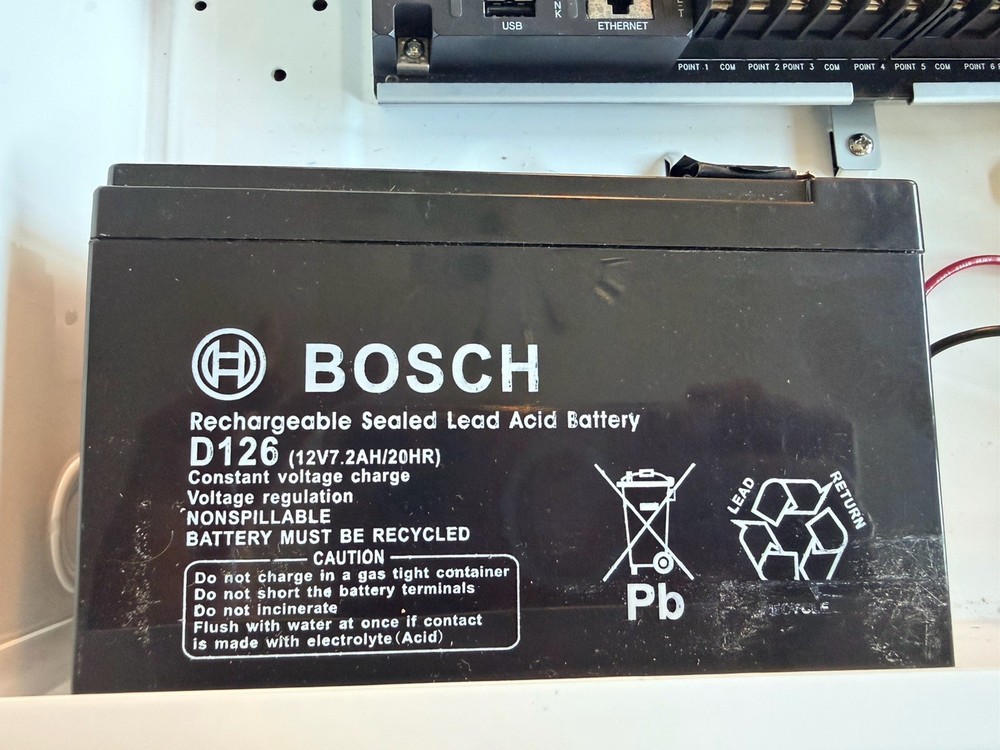 USB
ETHERNET
POINT 1 COM POINT 2 POINT 3 COM POINT 4 POINT 5 COM POINT 6
BOSCH
Rechargeable Sealed Lead Acid Battery
D126 (12V7.2AH/20HR)
Constant voltage charge
Voltage regulation
NONSPILLABLE
BATTERY MUST BE RECYCLED
CAUTION
Do not charge in a gas tight container
Do not short the battery terminals
Do not incinerate
Flush with water at once if contact
is made with electrolyte(Acid)
Pb
LEAD
RETURN